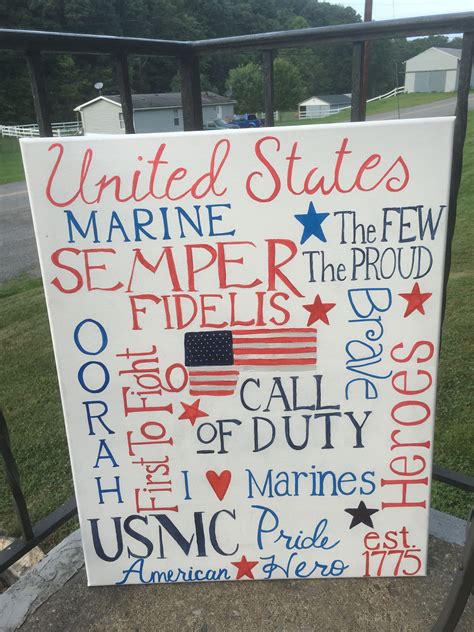 United States
MARINE
The FEW
The PROUD
SEMPER
FIDELIS
Brave
OORAH
First To Fight
CALL
OF DUTY
Heroes
I ♥ Marines
USMC
Pride
est.
1775
American Hero